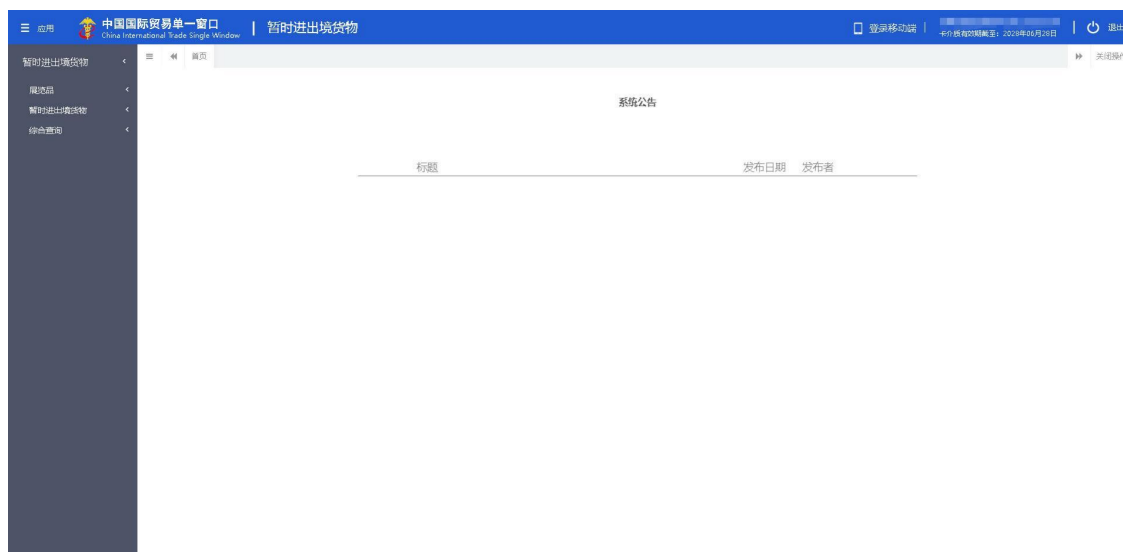 应用
中国国际贸易单一窗口
China International Trade Single Window
暂时进出境货物
登录移动端
卡介质有效期截至：2028年06月28日
退出
暂时进出境货物
首页
关闭操作
展览品
暂时进出境货物
综合查询
系统公告
标题 发布日期 发布者